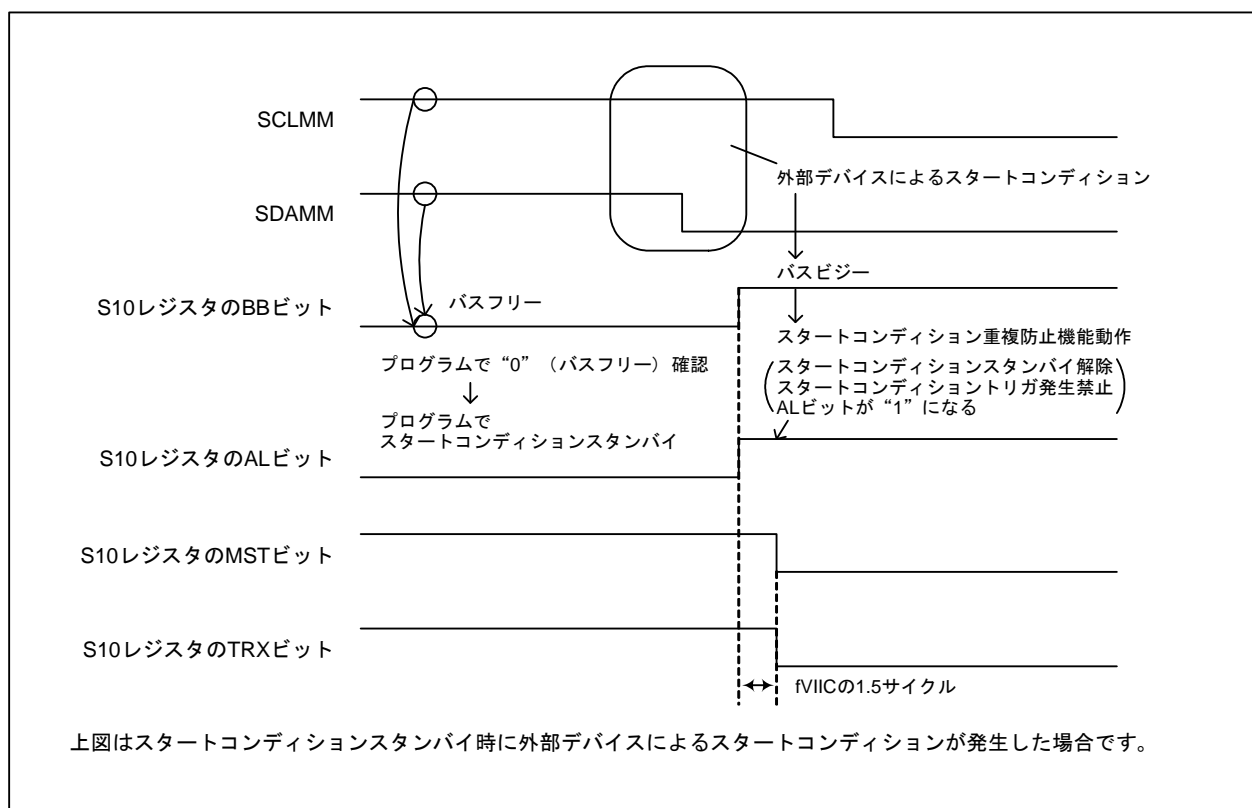 SCLMM
外部デバイスによるスタートコンディション
SDAMM
バスビジー
S10レジスタのBBビット
バスフリー
スタートコンディション重複防止機能動作
プログラムで“0”（バスフリー）確認
スタートコンディションスタンバイ解除
スタートコンディショントリガ発生禁止
ALビットが“1”になる
プログラムで
スタートコンディションスタンバイ
S10レジスタのALビット
S10レジスタのMSTビット
S10レジスタのTRXビット
fVIICの1.5サイクル
上図はスタートコンディションスタンバイ時に外部デバイスによるスタートコンディションが発生した場合です。